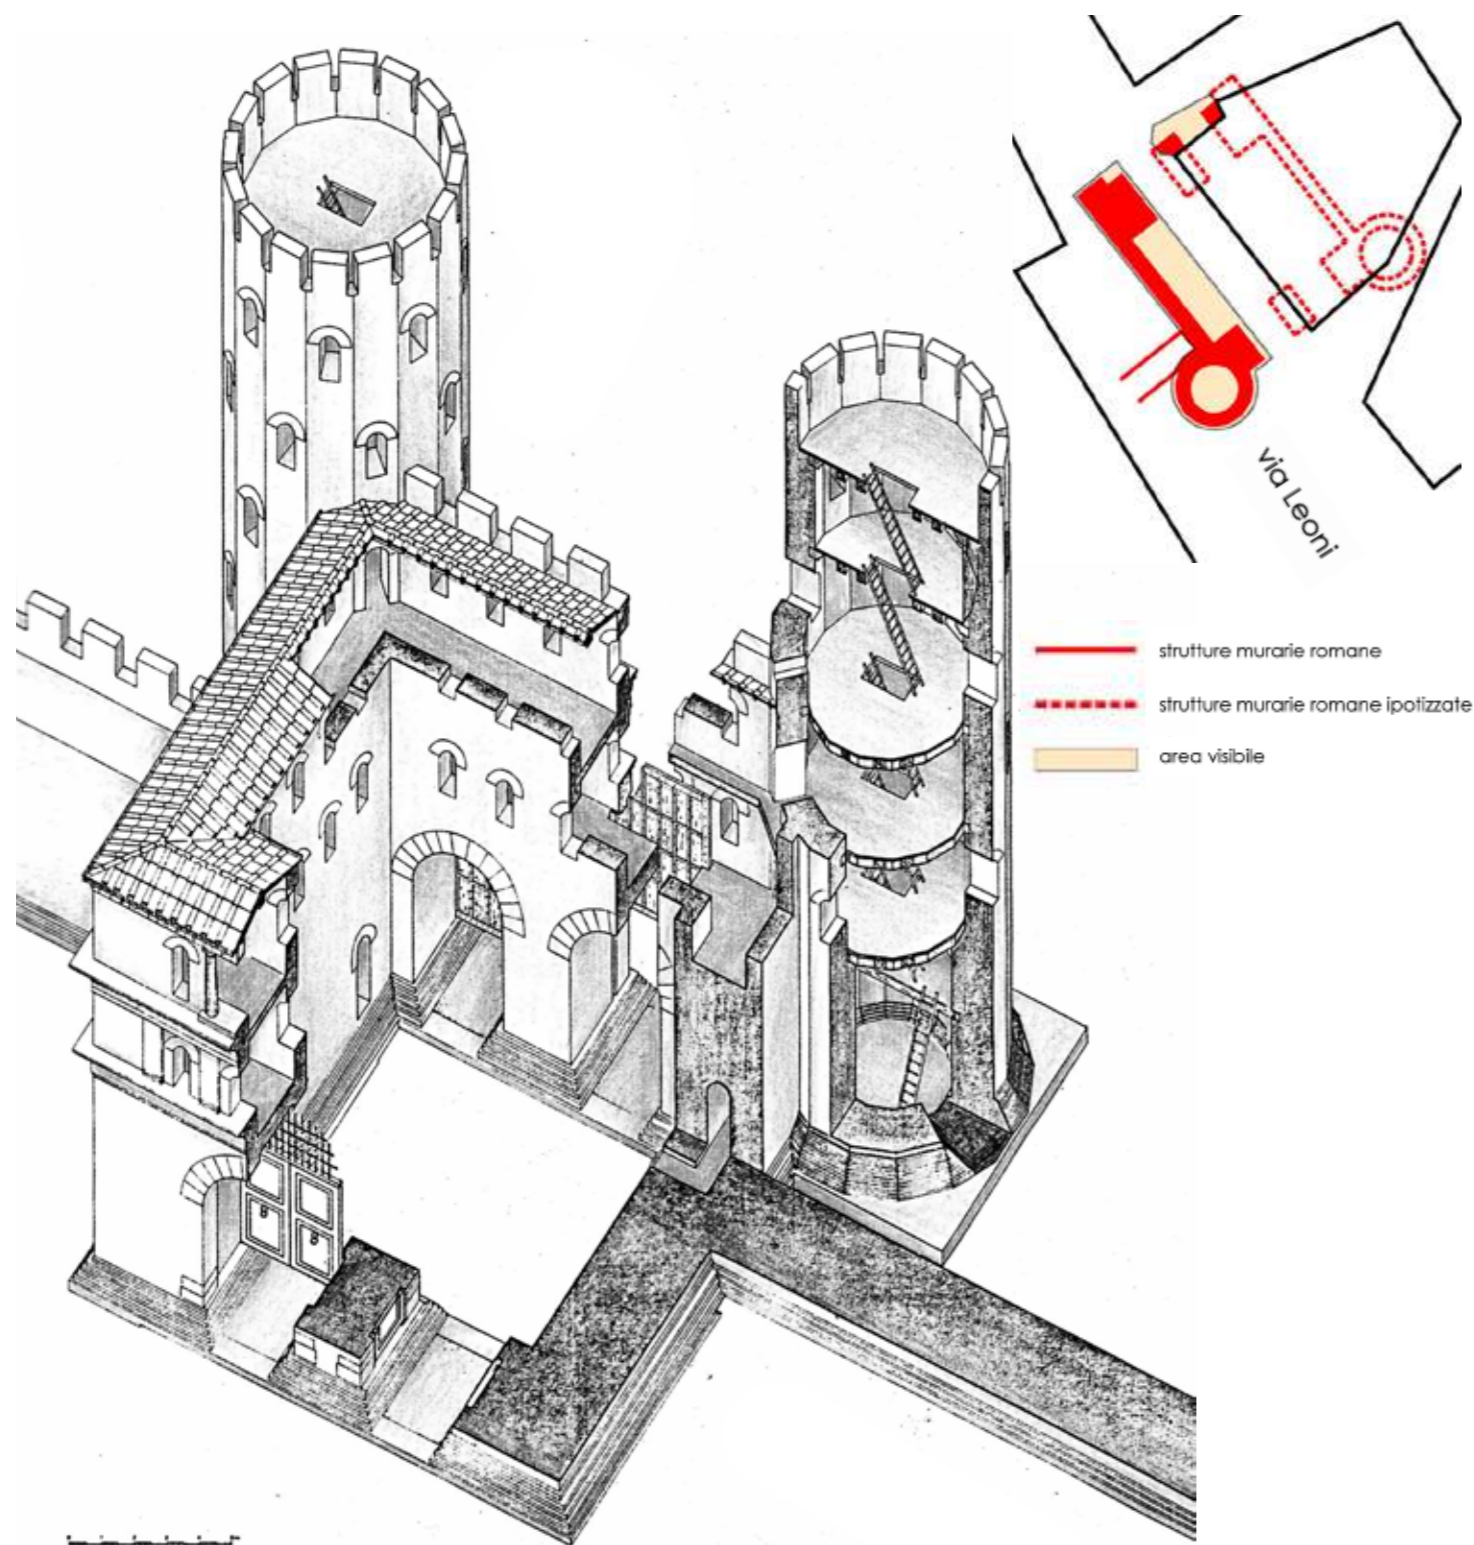 via Leoni
strutture murarie romane
strutture murarie romane ipotizzate
area visibile